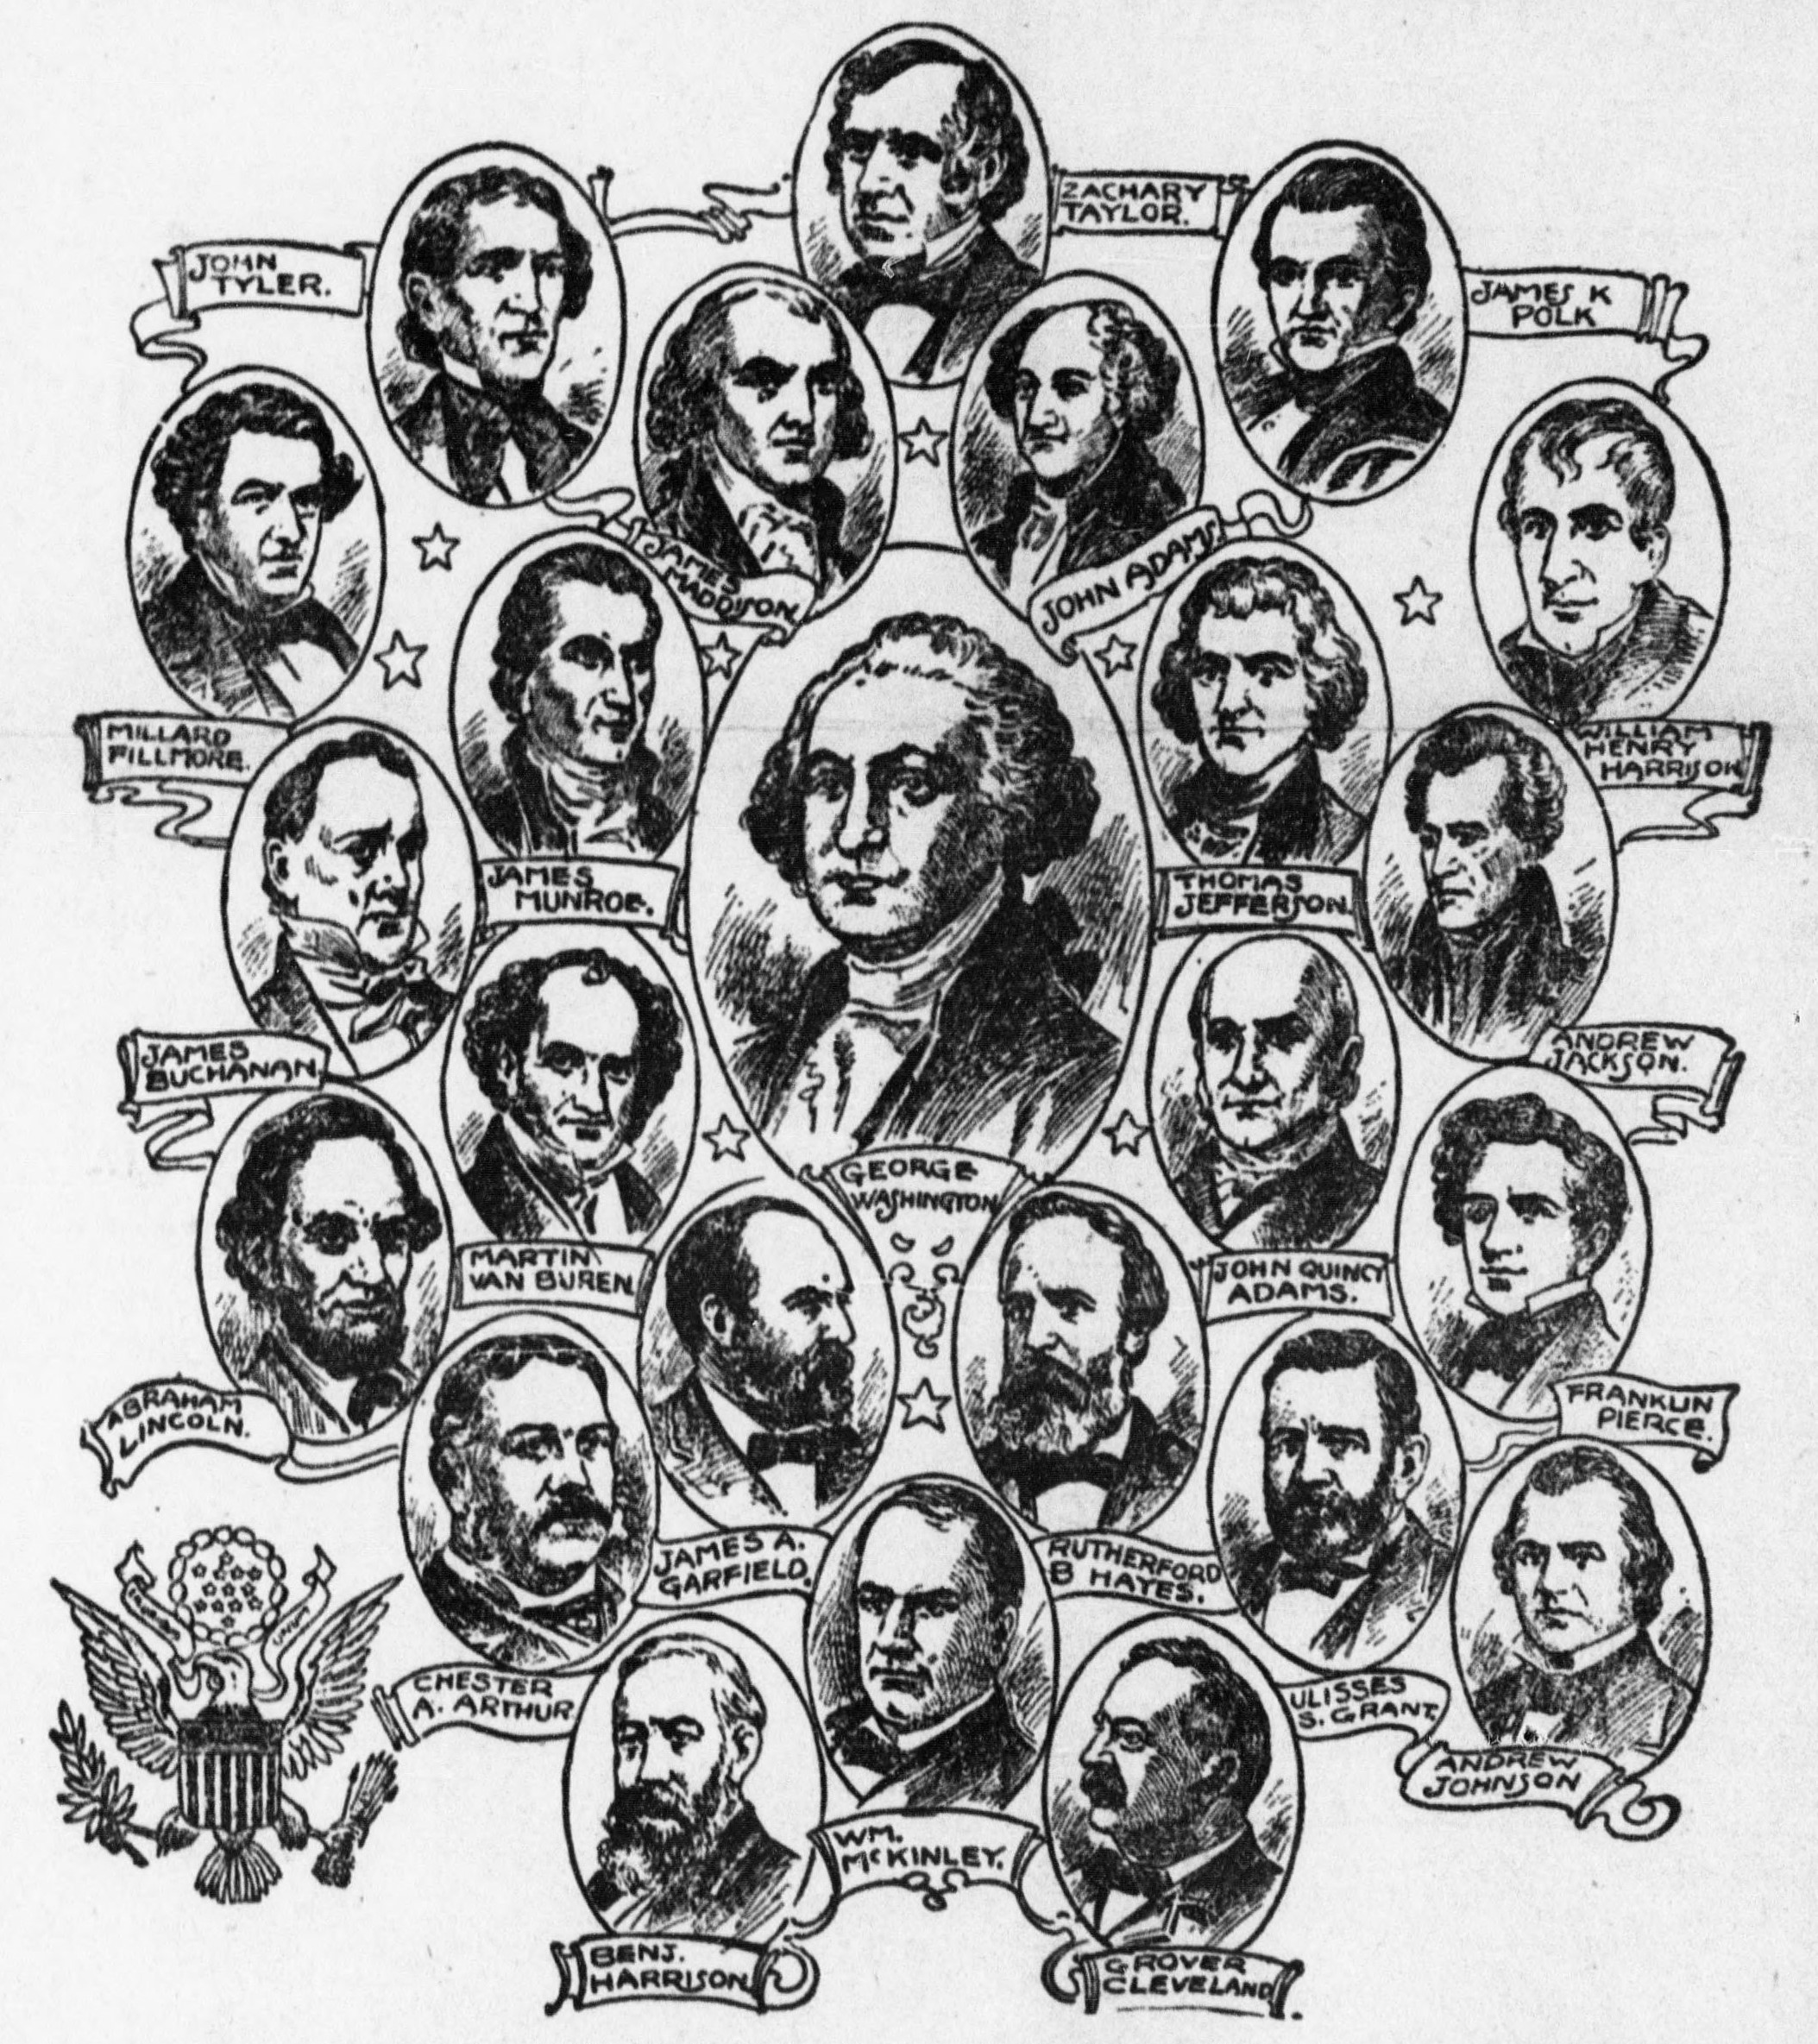 ZACHARY
TAYLOR.
JOHN
TYLER.
JAMES K
POLK
JAMES
MADDISON
JOHN ADAMS
MILLARD
FILLMORE.
WILLIAM
HENRY
HARRISON
JAMES
MUNROE.
THOMAS
JEFFERSON.
JAMES
BUCHANAN.
ANDREW
JACKSON.
GEORGE
WASHINGTON
MARTIN
VAN BUREN
JOHN QUINCY
ADAMS.
ABRAHAM
LINCOLN.
FRANKLIN
PIERCE.
JAMES A.
GARFIELD.
RUTHERFORD
B HAYES.
CHESTER
A. ARTHUR
ULISSES
S. GRANT.
ANDREW
JOHNSON
WM.
McKINLEY.
BENJ.
HARRISON
GROVER
CLEVELAND